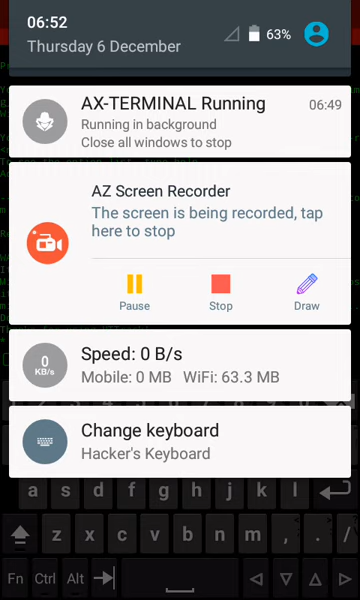 06:52
63%
Thursday 6 December
AX-TERMINAL Running
06:49
Running in background
Close all windows to stop
AZ Screen Recorder
The screen is being recorded, tap
here to stop
Pause Stop Draw
0
KB/s
Speed: 0 B/s
Mobile: 0 MB WiFi: 63.3 MB
Change keyboard
Hacker's Keyboard
a s d f g h j k l
z x c v b n m , . /
Fn Ctrl Alt